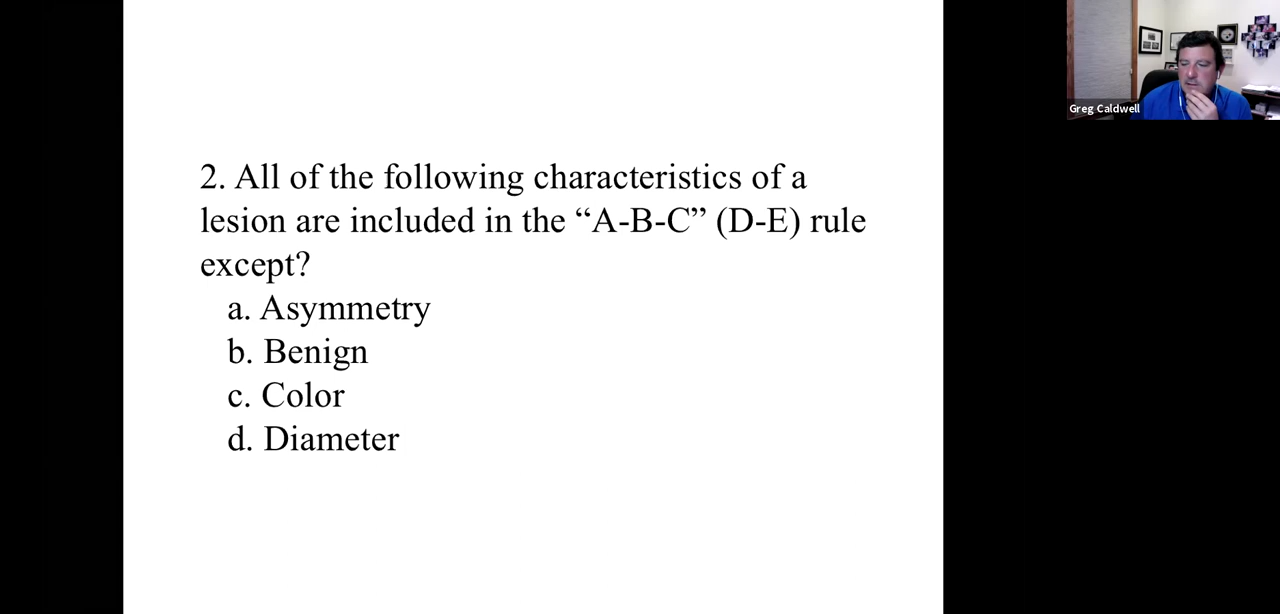 2. All of the following characteristics of a
lesion are included in the “A-B-C” (D-E) rule
except?
a. Asymmetry
b. Benign
c. Color
d. Diameter
Greg Caldwell